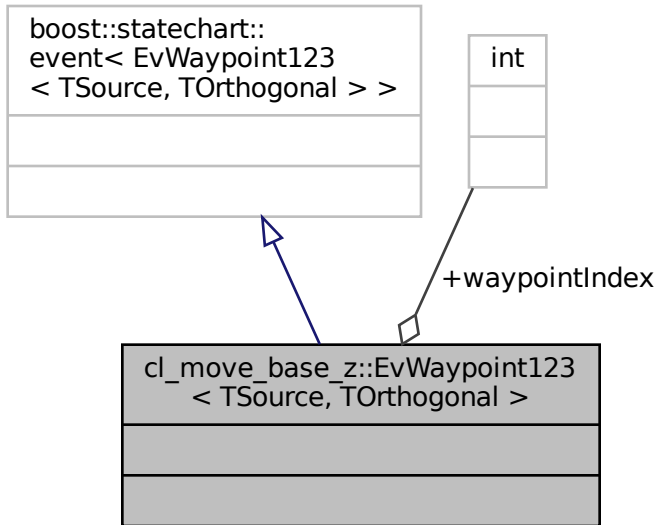 boost::statechart::
event< EvWaypoint123
< TSource, TOrthogonal > >
int
+waypointIndex
cl_move_base_z::EvWaypoint123
< TSource, TOrthogonal >